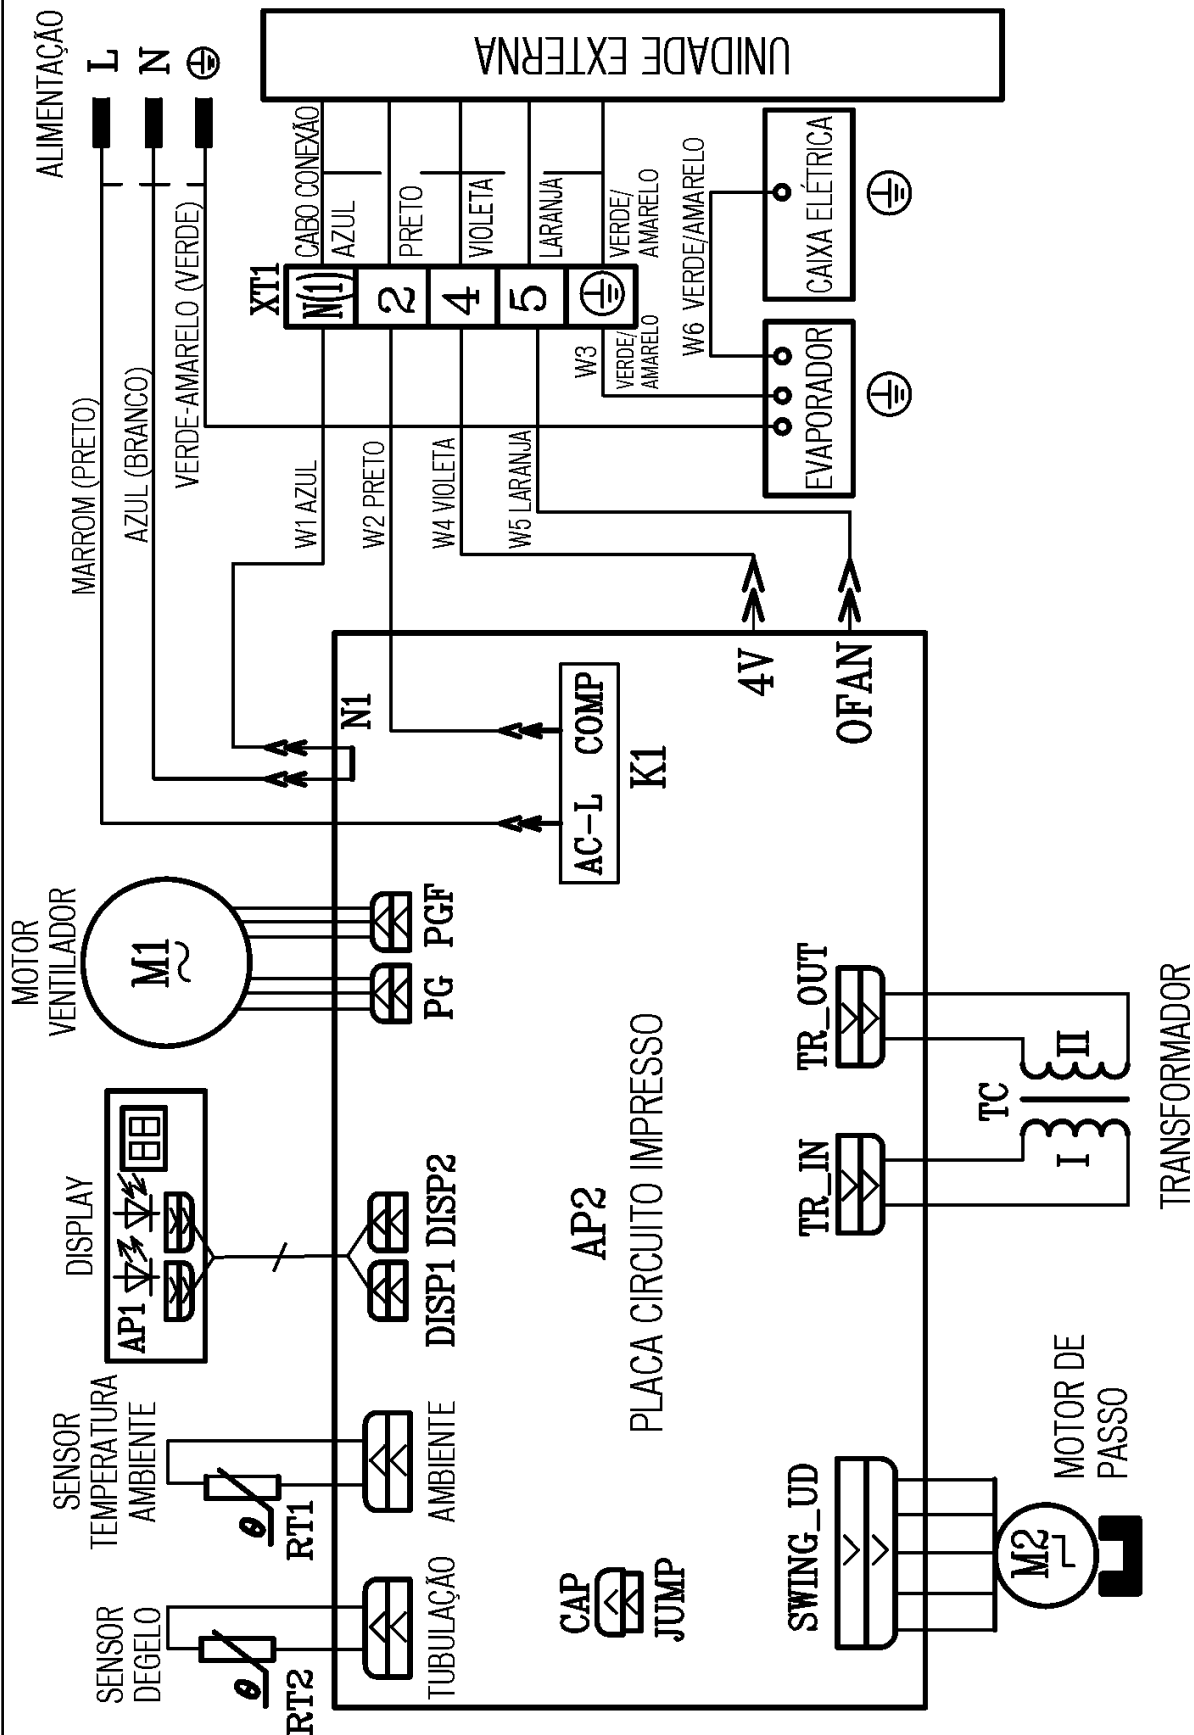 SENSOR
DEGELO
RT2
θ
TUBULAÇÃO
SENSOR
TEMPERATURA
AMBIENTE
RT1
θ
AMBIENTE
DISPLAY
AP1
DISP1 DISP2
MOTOR
VENTILADOR
M1
~
PG PGF
ALIMENTAÇÃO
L
N
MARROM (PRETO)
AZUL (BRANCO)
VERDE-AMARELO (VERDE)
N1
AC-L COMP
K1
W1 AZUL
W2 PRETO
W4 VIOLETA
W5 LARANJA
W3
VERDE/
AMARELO
XT1
N(1)
2
4
5
CABO CONEXÃO
AZUL
PRETO
VIOLETA
LARANJA
VERDE/
AMARELO
UNIDADE EXTERNA
W6 VERDE/AMARELO
EVAPORADOR
CAIXA ELÉTRICA
4V
OFAN
CAP
JUMP
AP2
PLACA CIRCUITO IMPRESSO
SWING_UD
M2
MOTOR DE
PASSO
TR_IN
TR_OUT
TC
I
II
TRANSFORMADOR